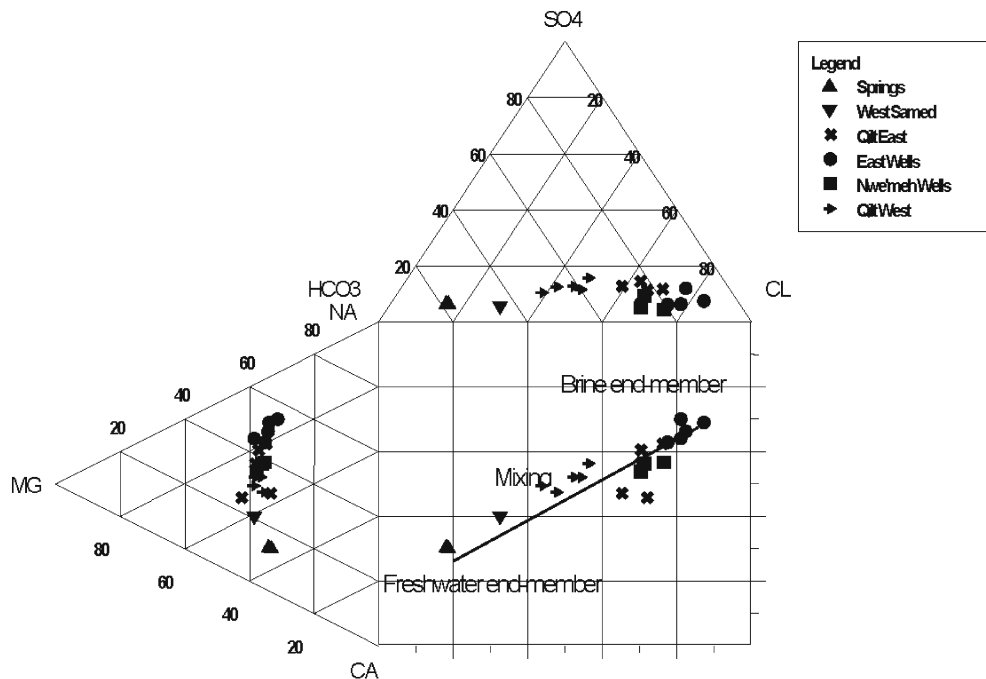 SO4
Legend
Springs
West Samed
Qilt East
East Wells
Nwe'meh Wells
Qilt West
80 20
60 40
40 60
20 80
HCO3 CL
NA
80
60
40
20
MG
80
60
40
20
CA
Brine end-member
Mixing
Freshwater end-member